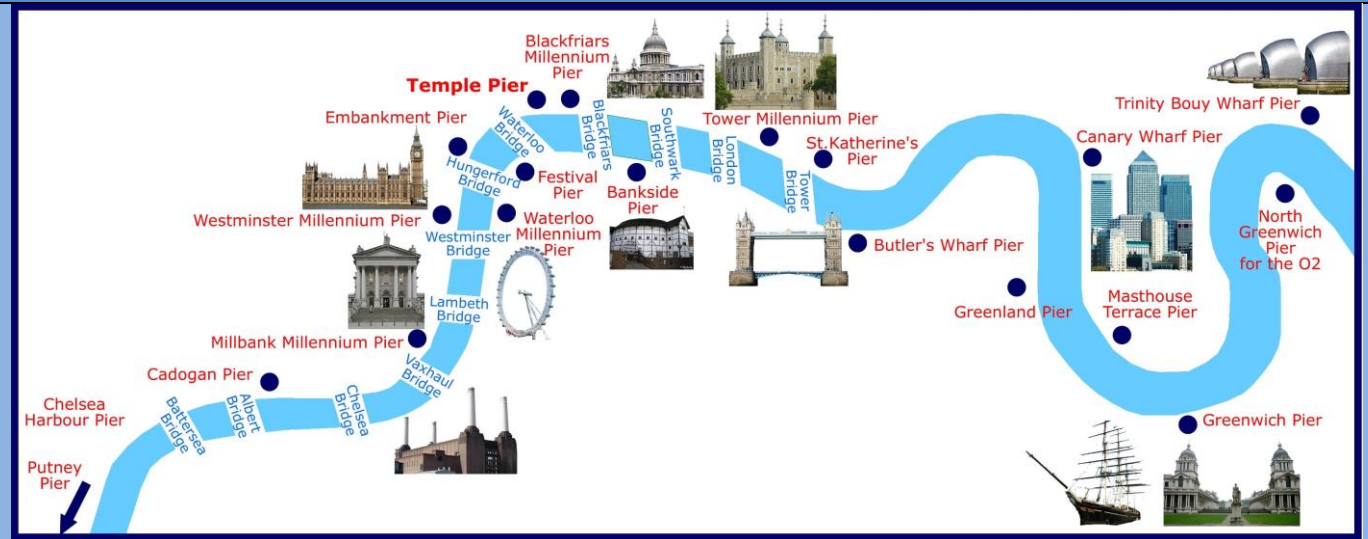 Blackfriars
Millennium
Pier
Temple Pier
Embankment Pier
Waterloo
Bridge
Blackfriars
Bridge
Southwark
Bridge
London
Bridge
Tower Millennium Pier
St.Katherine's
Pier
Tower
Bridge
Trinity Bouy Wharf Pier
Canary Wharf Pier
Hungerford
Bridge
Festival
Pier
Bankside
Pier
Westminster Millennium Pier
Westminster
Bridge
Waterloo
Millennium
Pier
Butler's Wharf Pier
North
Greenwich
Pier
for the O2
Lambeth
Bridge
Greenland Pier
Masthouse
Terrace Pier
Millbank Millennium Pier
Vaxhaul
Bridge
Cadogan Pier
Chelsea
Harbour Pier
Battersea
Bridge
Albert
Bridge
Chelsea
Bridge
Greenwich Pier
Putney
Pier